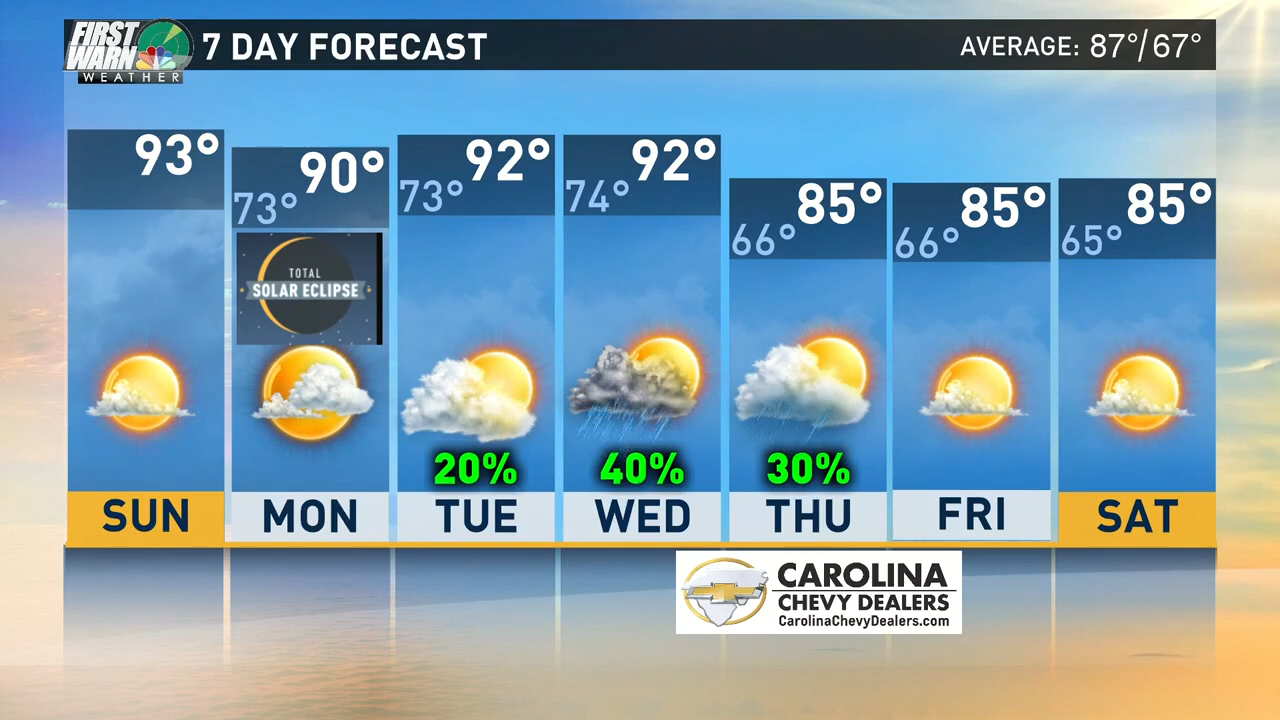 FIRST
WARN
WEATHER
7 DAY FORECAST
AVERAGE: 87°/67°
93°
SUN
90°
73°
TOTAL
SOLAR ECLIPSE
MON
92°
73°
20%
TUE
92°
74°
40%
WED
85°
66°
30%
THU
85°
66°
FRI
85°
65°
SAT
CAROLINA
CHEVY DEALERS
CarolinaChevyDealers.com